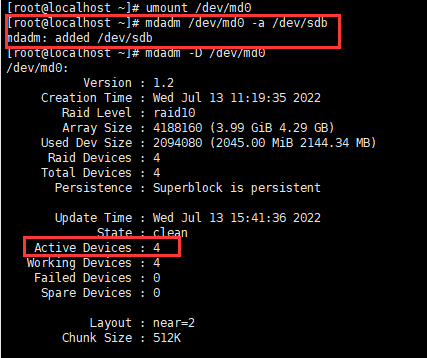 [root@localhost ~]# umount /dev/md0
[root@localhost ~]# mdadm /dev/md0 -a /dev/sdb
mdadm: added /dev/sdb
[root@localhost ~]# mdadm -D /dev/md0
/dev/md0:
Version : 1.2
Creation Time : Wed Jul 13 11:19:35 2022
Raid Level : raid10
Array Size : 4188160 (3.99 GiB 4.29 GB)
Used Dev Size : 2094080 (2045.00 MiB 2144.34 MB)
Raid Devices : 4
Total Devices : 4
Persistence : Superblock is persistent
Update Time : Wed Jul 13 15:41:36 2022
State : clean
Active Devices : 4
Working Devices : 4
Failed Devices : 0
Spare Devices : 0
Layout : near=2
Chunk Size : 512K